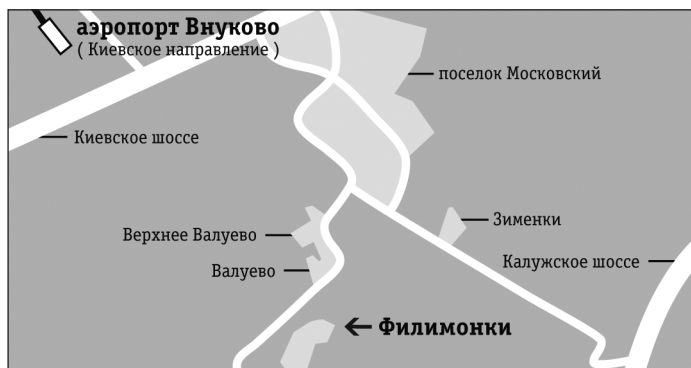 аэропорт Внуково
( Киевское направление )
поселок Московский
Киевское шоссе
Зименки
Верхнее Валуево
Калужское шоссе
Валуево
Филимонки